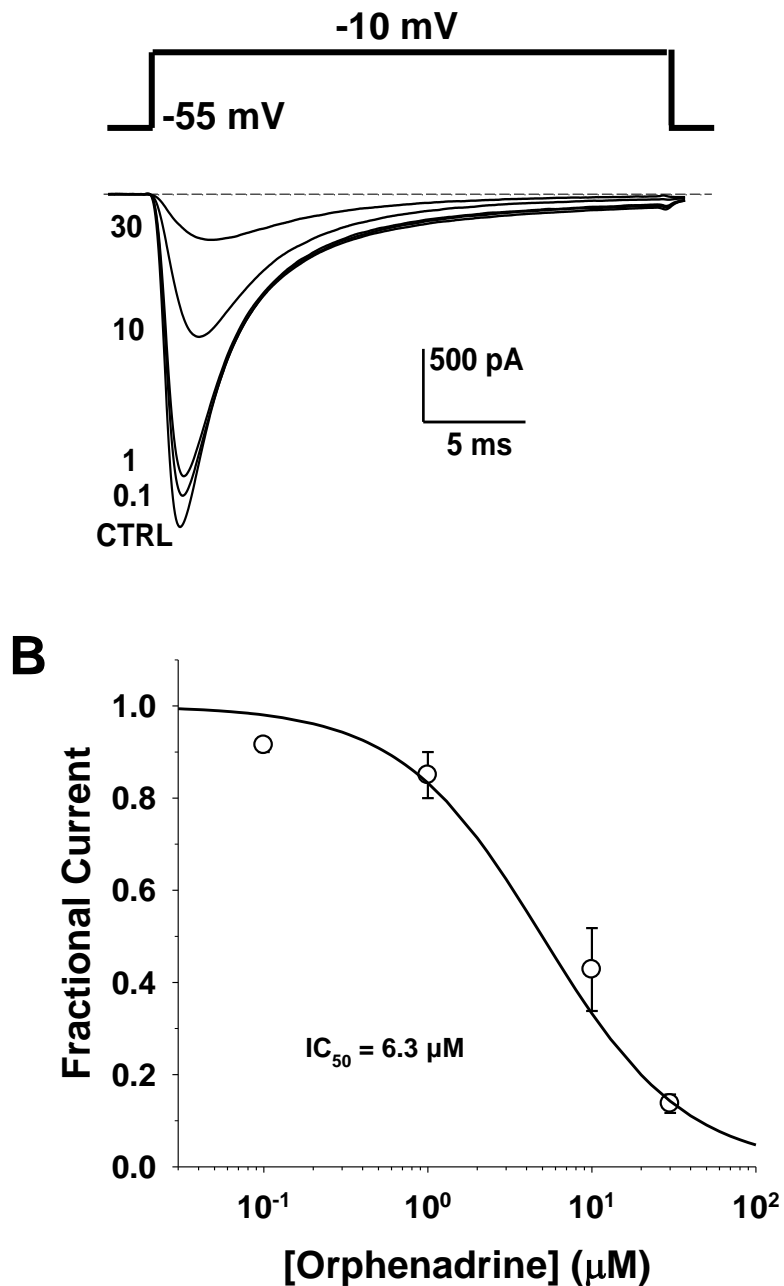 -10 mV
-55 mV
30
10
500 pA
5 ms
1
0.1
CTRL
B
1.0
0.8
0.6
0.4
0.2
0.0
Fractional Current
IC₅₀ = 6.3 µM
10⁻¹ 10⁰ 10¹ 10²
[Orphenadrine] (µM)